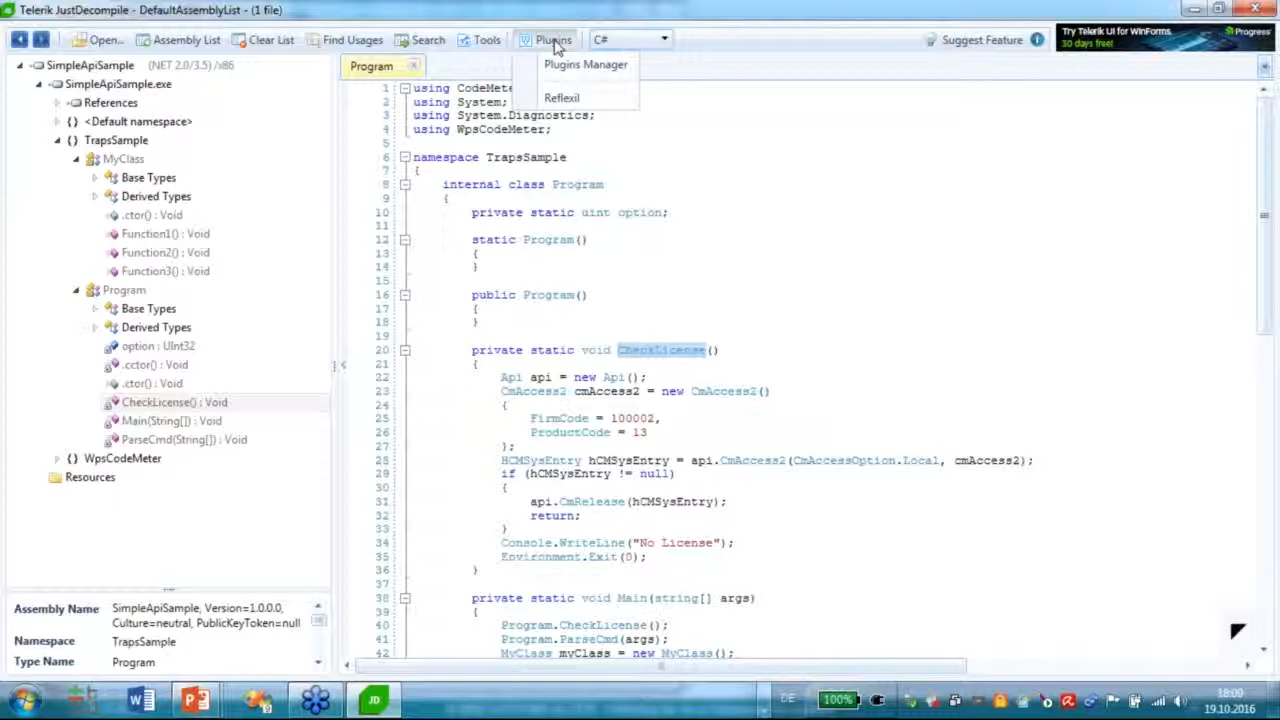 Telerik JustDecompile - DefaultAssemblyList - (1 file)
Open... Assembly List Clear List Find Usages Search Tools Plugins C# Suggest Feature
Try Telerik UI for WinForms. Progress
30 days free!
Plugins Manager
Reflexil
SimpleApiSample (NET 2.0/3.5) /x86
SimpleApiSample.exe
References
{ } <Default namespace>
{ } TrapsSample
MyClass
Base Types
Derived Types
.ctor() : Void
Function1() : Void
Function2() : Void
Function3() : Void
Program
Base Types
Derived Types
option : UInt32
.cctor() : Void
.ctor() : Void
CheckLicense() : Void
Main(String[]) : Void
ParseCmd(String[]) : Void
{ } WpsCodeMeter
Resources
Assembly Name SimpleApiSample, Version=1.0.0.0,
Culture=neutral, PublicKeyToken=null
Namespace TrapsSample
Type Name Program
Program
1 using CodeMete
2 using System;
3 using System.Diagnostics;
4 using WpsCodeMeter;
5
6 namespace TrapsSample
7 {
8 internal class Program
9 {
10 private static uint option;
11
12 static Program()
13 {
14 }
15
16 public Program()
17 {
18 }
19
20 private static void CheckLicense()
21 {
22 Api api = new Api();
23 CmAccess2 cmAccess2 = new CmAccess2()
24 {
25 FirmCode = 100002,
26 ProductCode = 13
27 };
28 HCMSysEntry hCMSysEntry = api.CmAccess2(CmAccessOption.Local, cmAccess2);
29 if (hCMSysEntry != null)
30 {
31 api.CmRelease(hCMSysEntry);
32 return;
33 }
34 Console.WriteLine("No License");
35 Environment.Exit(0);
36 }
37
38 private static void Main(string[] args)
39 {
40 Program.CheckLicense();
41 Program.ParseCmd(args);
42 MyClass myClass = new MyClass();
DE 100% 18:09
19.10.2016